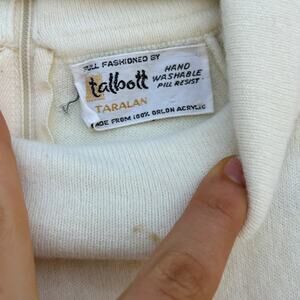 FULL FASHIONED BY
talbott
TARALAN
HAND
WASHABLE
PILL RESIST.
MADE FROM 100% ORLON ACRYLIC